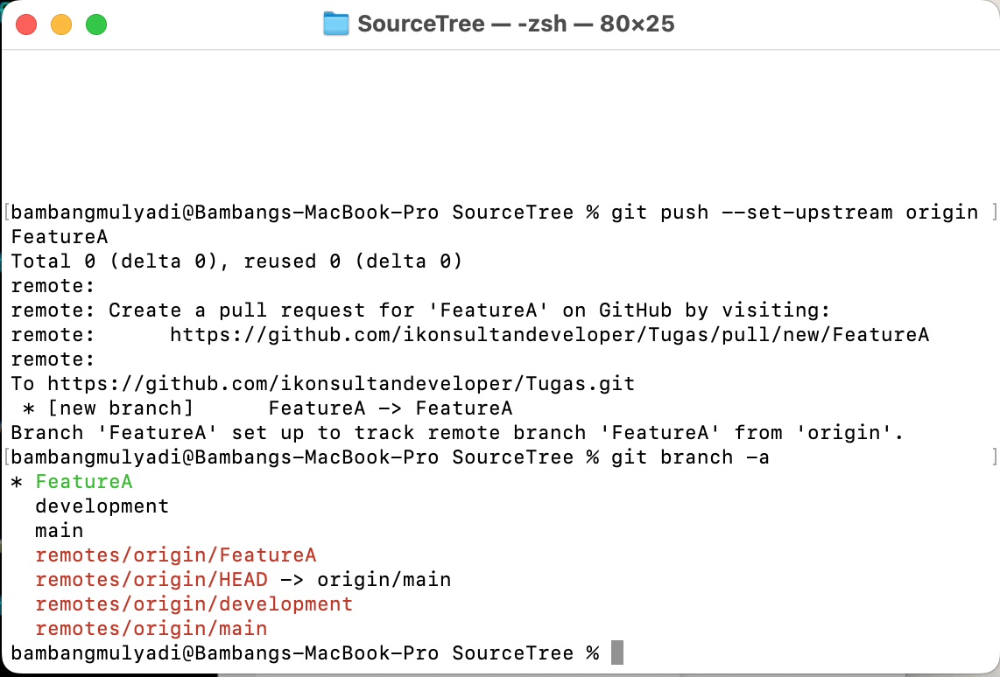 SourceTree — -zsh — 80×25
[bambangmulyadi@Bambangs-MacBook-Pro SourceTree % git push --set-upstream origin ]
FeatureA
Total 0 (delta 0), reused 0 (delta 0)
remote:
remote: Create a pull request for 'FeatureA' on GitHub by visiting:
remote:      https://github.com/ikonsultandeveloper/Tugas/pull/new/FeatureA
remote:
To https://github.com/ikonsultandeveloper/Tugas.git
 * [new branch]      FeatureA -> FeatureA
Branch 'FeatureA' set up to track remote branch 'FeatureA' from 'origin'.
[bambangmulyadi@Bambangs-MacBook-Pro SourceTree % git branch -a                  ]
* FeatureA
  development
  main
  remotes/origin/FeatureA
  remotes/origin/HEAD -> origin/main
  remotes/origin/development
  remotes/origin/main
bambangmulyadi@Bambangs-MacBook-Pro SourceTree %